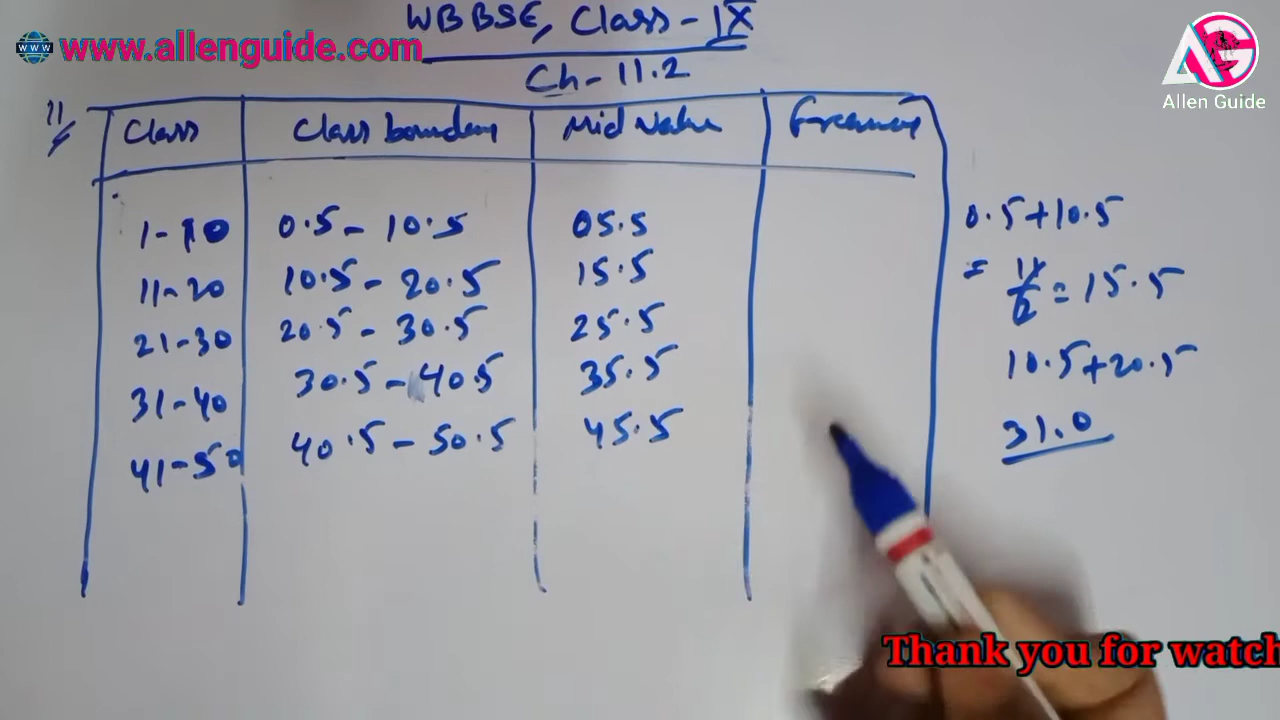 WBBSE, Class - IX
www.allenguide.com
AG
Allen Guide
Ch - 11.2
11
Class Class boundary Mid Value
1-10 0.5 - 10.5 05.5
11-20 10.5 - 20.5 15.5
21-30 20.5 - 30.5 25.5
31-40 30.5 - 40.5 35.5
41-50 40.5 - 50.5 45.5
0.5+10.5
= 11/2 = 15.5
10.5+20.5
31.0
Thank you for watch